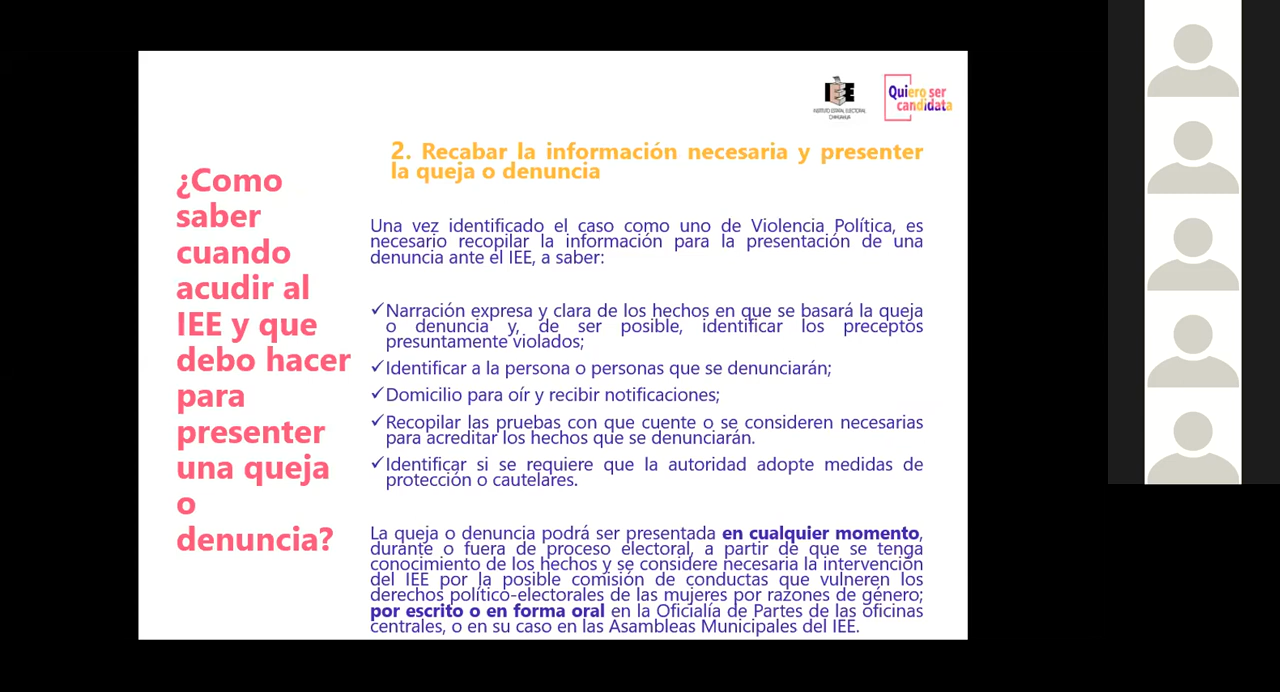 INSTITUTO ESTATAL ELECTORAL
CHIHUAHUA
Quiero ser
candidata
¿Como
saber
cuando
acudir al
IEE y que
debo hacer
para
presenter
una queja
o
denuncia?
2. Recabar la información necesaria y presenter
la queja o denuncia
Una vez identificado el caso como uno de Violencia Política, es
necesario recopilar la información para la presentación de una
denuncia ante el IEE, a saber:
✓Narración expresa y clara de los hechos en que se basará la queja
o denuncia y, de ser posible, identificar los preceptos
presuntamente violados;
✓Identificar a la persona o personas que se denunciarán;
✓Domicilio para oír y recibir notificaciones;
✓Recopilar las pruebas con que cuente o se consideren necesarias
para acreditar los hechos que se denunciarán.
✓Identificar si se requiere que la autoridad adopte medidas de
protección o cautelares.
La queja o denuncia podrá ser presentada en cualquier momento,
durante o fuera de proceso electoral, a partir de que se tenga
conocimiento de los hechos y se considere necesaria la intervención
del IEE por la posible comisión de conductas que vulneren los
derechos político-electorales de las mujeres por razones de género;
por escrito o en forma oral en la Oficialía de Partes de las oficinas
centrales, o en su caso en las Asambleas Municipales del IEE.